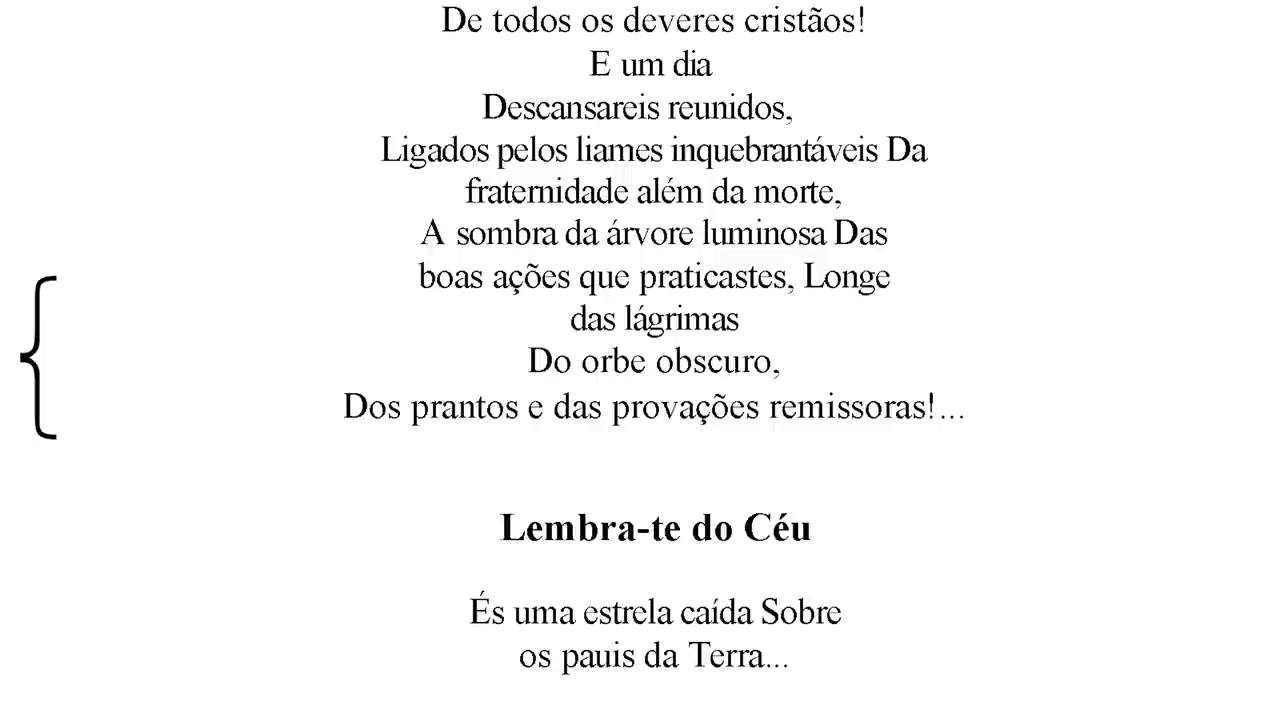 De todos os deveres cristãos!
E um dia
Descansareis reunidos,
Ligados pelos liames inquebrantáveis Da
fraternidade além da morte,
A sombra da árvore luminosa Das
boas ações que praticastes, Longe
das lágrimas
Do orbe obscuro,
Dos prantos e das provações remissoras!...
Lembra-te do Céu
És uma estrela caída Sobre
os pauis da Terra...